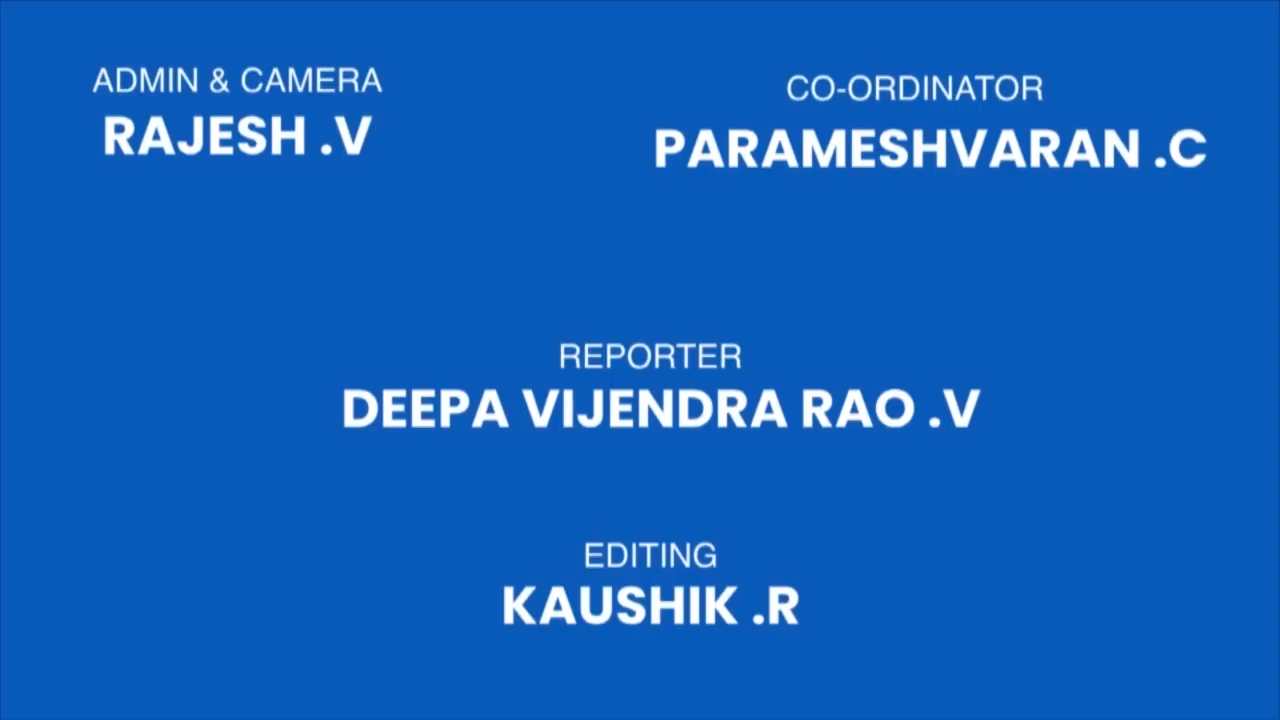 ADMIN & CAMERA
RAJESH .V
CO-ORDINATOR
PARAMESHVARAN .C
REPORTER
DEEPA VIJENDRA RAO .V
EDITING
KAUSHIK .R